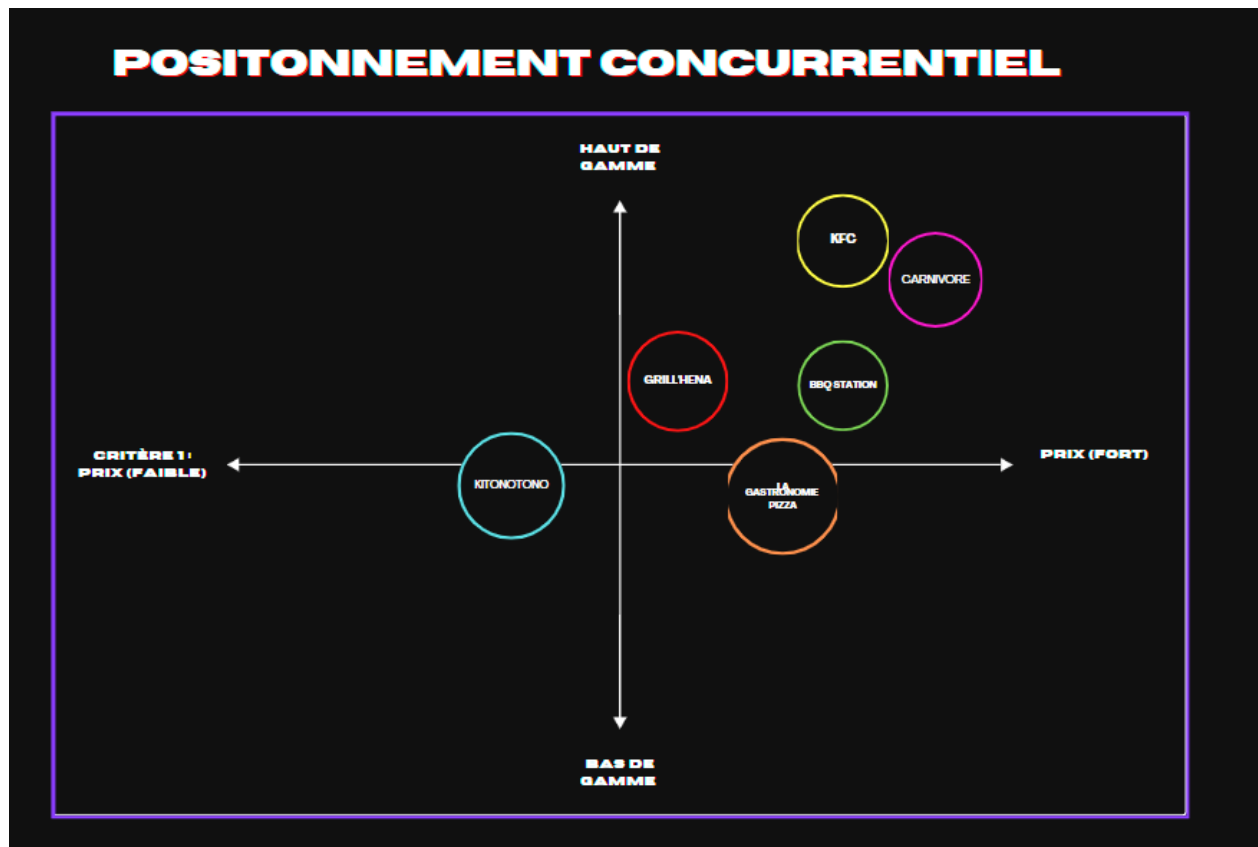 POSITONNEMENT CONCURRENTIEL
HAUT DE
GAMME
KFC
CARNIVORE
GRILL'HENA
BBQ STATION
CRITÈRE 1 :
PRIX (FAIBLE)
PRIX (FORT)
KITONOTONO
LA
GASTRONOMIE
PIZZA
BAS DE
GAMME